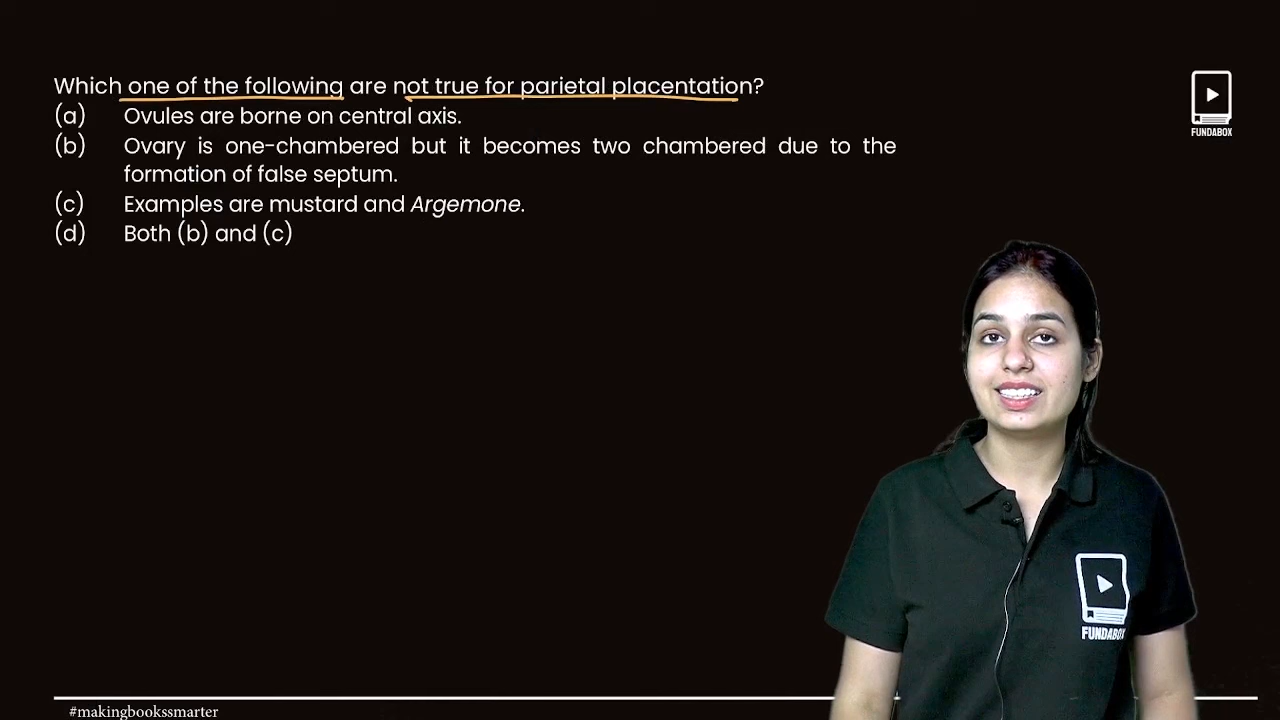 Which one of the following are not true for parietal placentation?
(a) Ovules are borne on central axis.
(b) Ovary is one-chambered but it becomes two chambered due to the
formation of false septum.
(c) Examples are mustard and Argemone.
(d) Both (b) and (c)
FUNDABOX
FUNDABOX
#makingbookssmarter